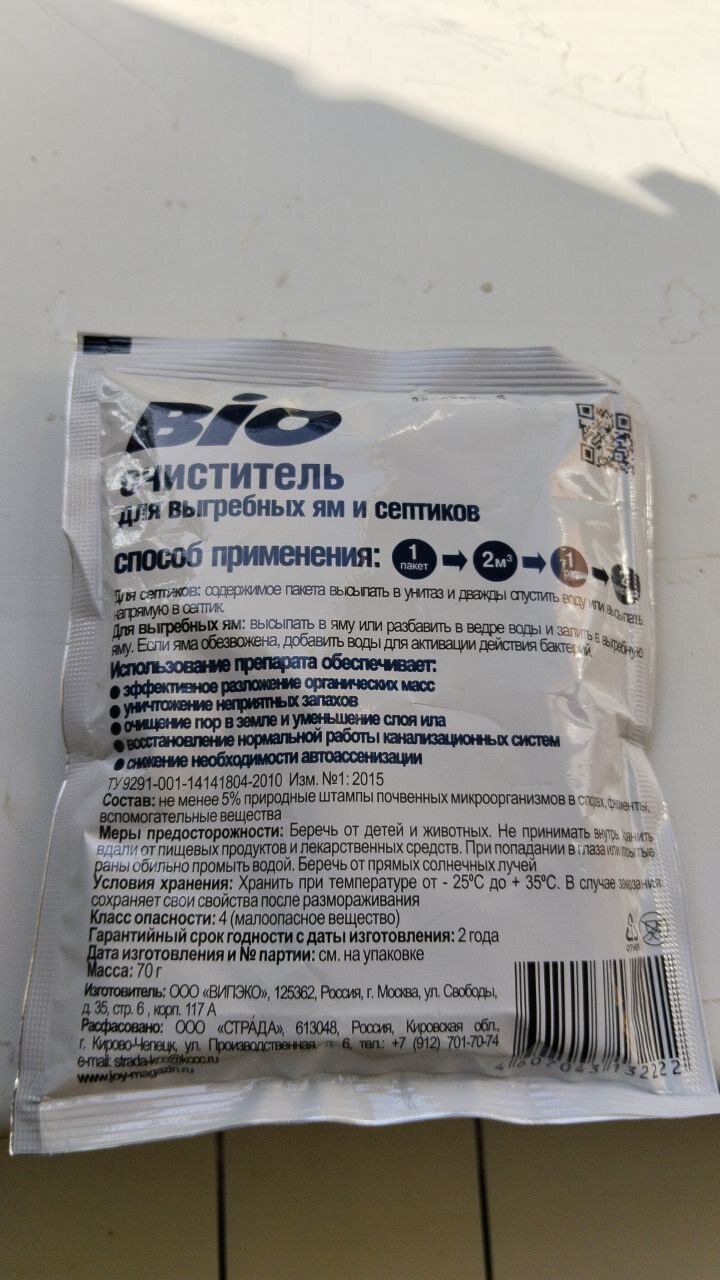 BiO
очиститель
для выгребных ям и септиков
способ применения: 1 пакет 2м³ 1
Для септиков: содержимое пакета высыпать в унитаз и дважды спустить воду или высыпать
напрямую в септик.
Для выгребных ям: высыпать в яму или разбавить в ведре воды и залить в выгребную
яму. Если яма обезвожена, добавить воды для активации действия бактерий.
Использование препарата обеспечивает:
● эффективное разложение органических масс
● уничтожение неприятных запахов
● очищение пор в земле и уменьшение слоя ила
● восстановление нормальной работы канализационных систем
● снижение необходимости автоассенизации
ТУ 9291-001-14141804-2010 Изм. №1: 2015
Состав: не менее 5% природные штампы почвенных микроорганизмов в спорах, ферменты,
вспомогательные вещества
Меры предосторожности: Беречь от детей и животных. Не принимать внутрь. Хранить
вдали от пищевых продуктов и лекарственных средств. При попадании в глаза или открытые
раны обильно промыть водой. Беречь от прямых солнечных лучей
Условия хранения: Хранить при температуре от - 25°С до + 35°С. В случае замерзания
сохраняет свои свойства после размораживания
Класс опасности: 4 (малоопасное вещество)
Гарантийный срок годности с даты изготовления: 2 года
Дата изготовления и № партии: см. на упаковке
Масса: 70 г
Изготовитель: ООО «ВИПЭКО», 125362, Россия, г. Москва, ул. Свободы,
д. 35, стр. 6 , корп. 117 А
Расфасовано: ООО «СТРАДА», 613048, Россия, Кировская обл.,
г. Кирово-Чепецк, ул. Производственная, д. 6, тел.: +7 (912) 701-70-74
e-mail:
www.joy-magazin.ru
4 607043 132222